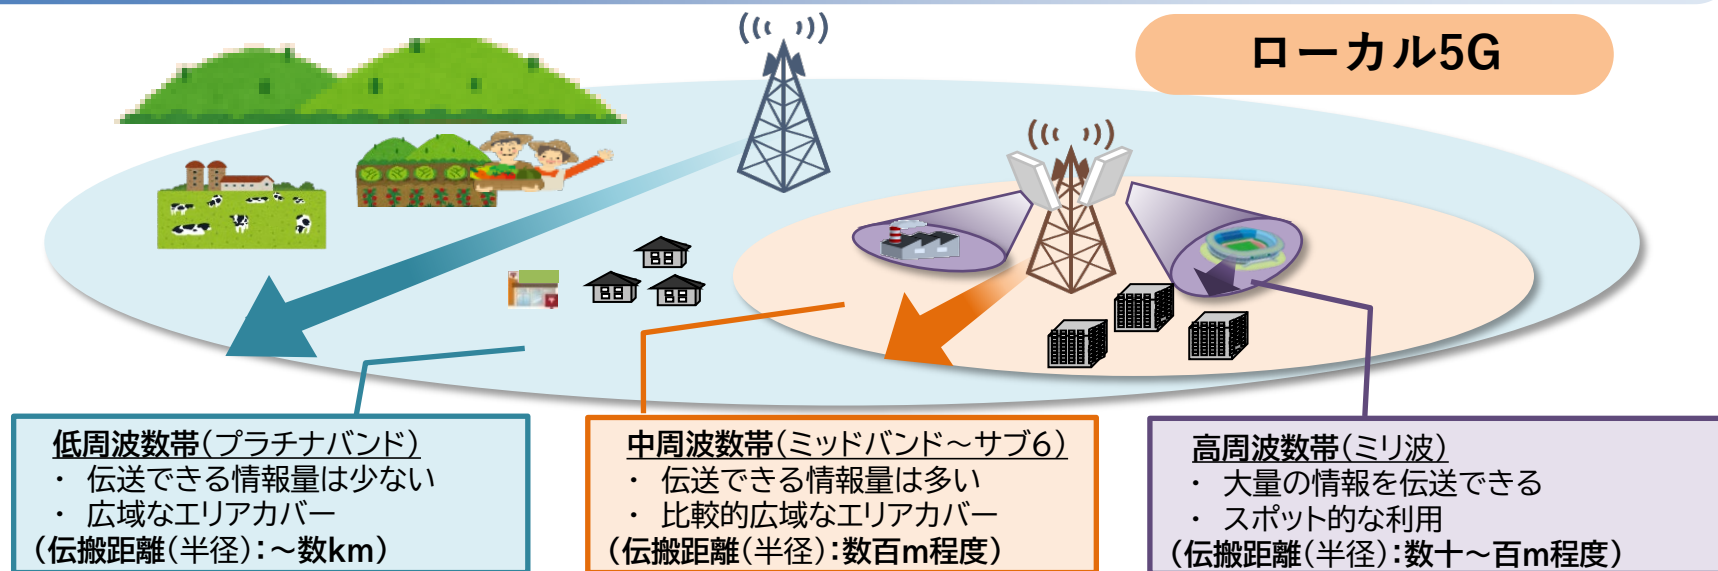 ローカル5G
低周波数帯(プラチナバンド)
・ 伝送できる情報量は少ない
・ 広域なエリアカバー
(伝搬距離(半径):~数km)
中周波数帯(ミッドバンド~サブ6)
・ 伝送できる情報量は多い
・ 比較的広域なエリアカバー
(伝搬距離(半径):数百m程度)
高周波数帯(ミリ波)
・ 大量の情報を伝送できる
・ スポット的な利用
(伝搬距離(半径):数十~百m程度)